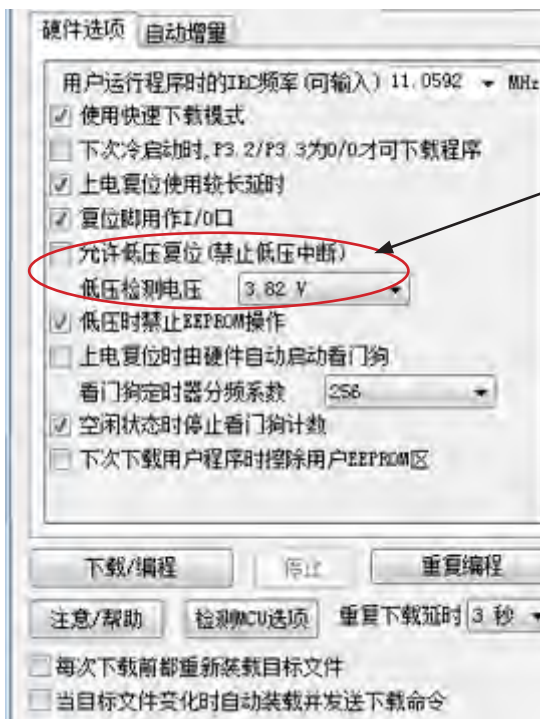 硬件选项 自动增量
用户运行程序时的IRC频率(可输入) 11.0592 MHz
使用快速下载模式
下次冷启动时,P3.2/P3.3为0/0才可下载程序
上电复位使用较长延时
复位脚用作I/O口
允许低压复位(禁止低压中断)
低压检测电压 3.82 V
低压时禁止EEPROM操作
上电复位时由硬件自动启动看门狗
看门狗定时器分频系数 256
空闲状态时停止看门狗计数
下次下载用户程序时擦除用户EEPROM区
下载/编程 停止 重复编程
注意/帮助 检测MCU选项 重复下载延时 3 秒
每次下载前都重新装载目标文件
当目标文件变化时自动装载并发送下载命令